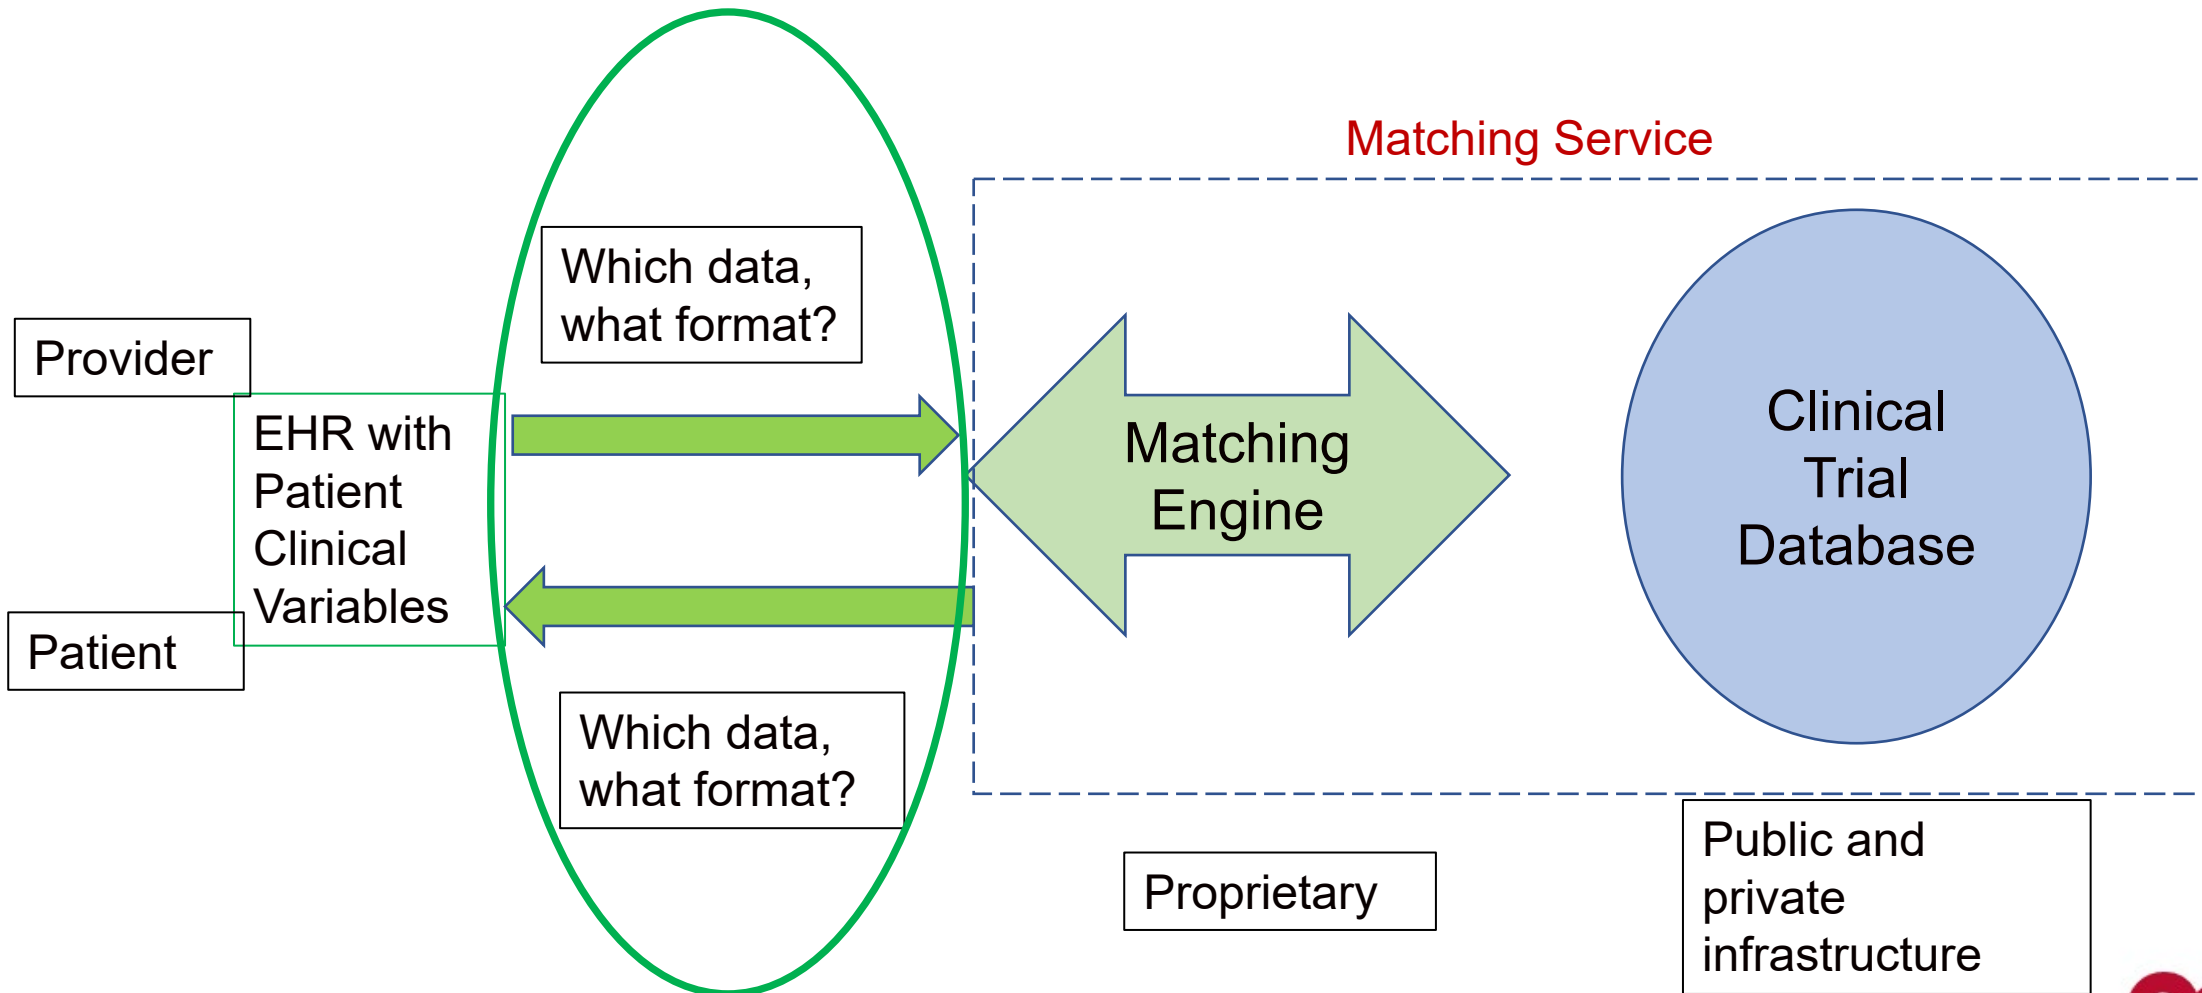 Matching Service
Which data,
what format?
Provider
EHR with
Patient
Clinical
Variables
Patient
Which data,
what format?
Matching
Engine
Clinical
Trial
Database
Proprietary
Public and
private
infrastructure